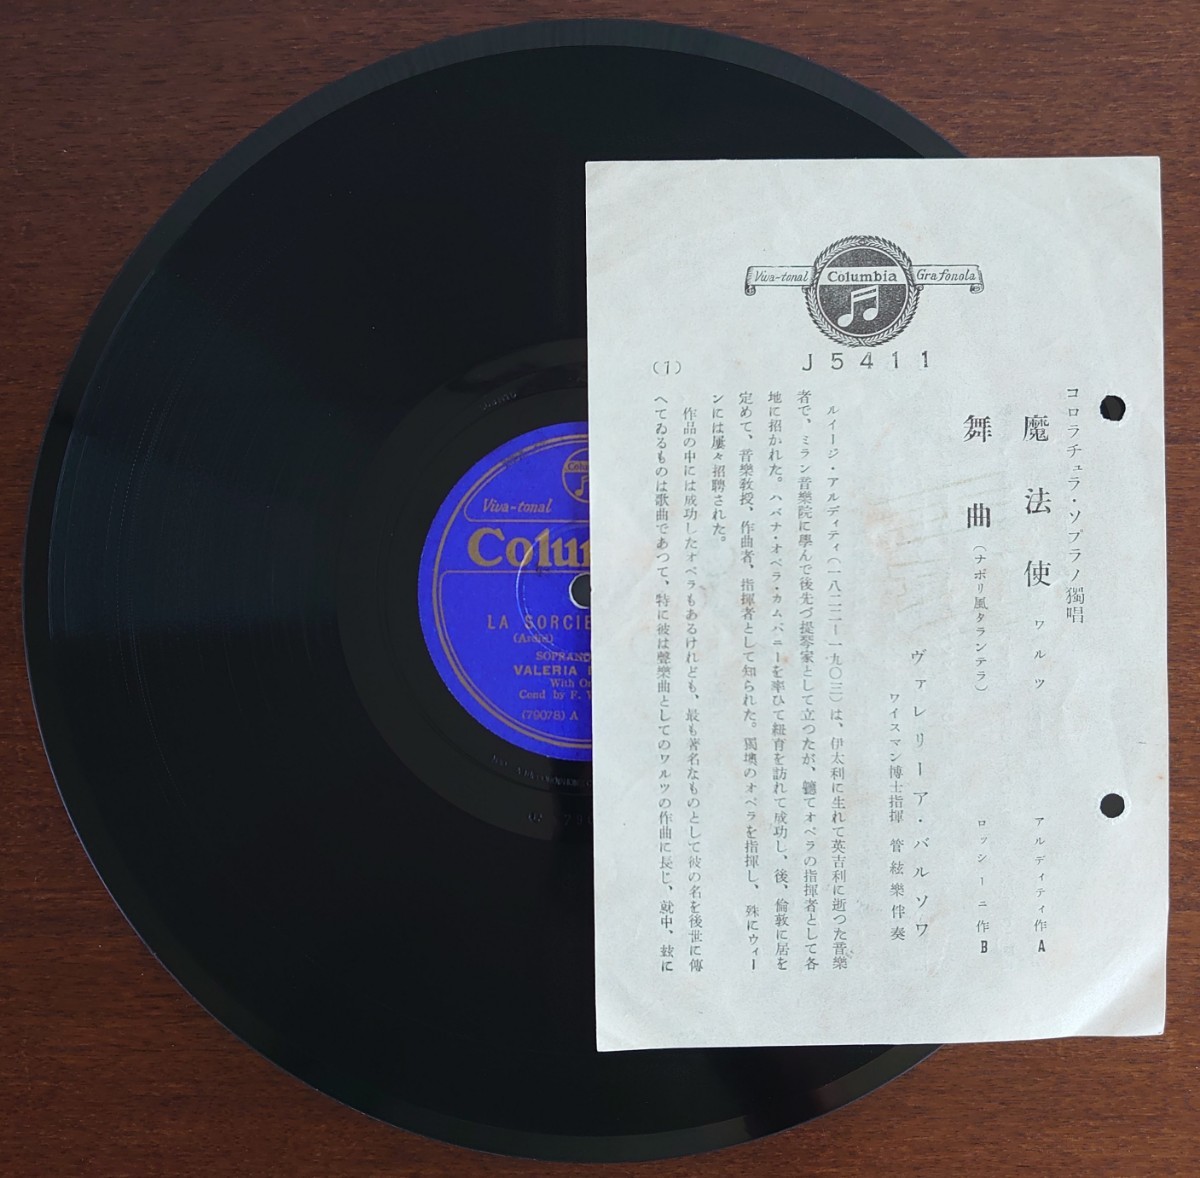 Viva-tonal
Columbia
Grafonola
J5411
コロラチュラ・ソプラノ獨唱
魔法使 ワルツ アルディティ作 A
舞曲(ナポリ風タランテラ) ロッシーニ作 B
ヴァレリーア・バルソワ
ワイスマン博士指揮 管絃樂伴奏
ルイージ・アルディティ(一八二二—一九〇三)は、伊太利に生れて英吉利に逝つた音樂
者で、ミラン音樂院に學んで後先づ提琴家として立つたが、軈てオペラの指揮者として各
地に招かれた。ハバナ・オペラ・カムパニーを率ひて紐育を訪れて成功し、後、倫敦に居を
定めて、音樂教授、作曲者、指揮者として知られた。獨墺のオペラを指揮し、殊にウィー
ンには屢々招聘された。
作品の中には成功したオペラもあるけれども、最も著名なものとして彼の名を後世に傳
へてゐるものは歌曲であつて、特に彼は聲樂曲としてのワルツの作曲に長じ、就中、玆に
(1)
Viva-tonal
Colum
LA SORCIE
(Arditi)
SOPRANO
VALERIA
With Or
Cond by F. W
(79078) A